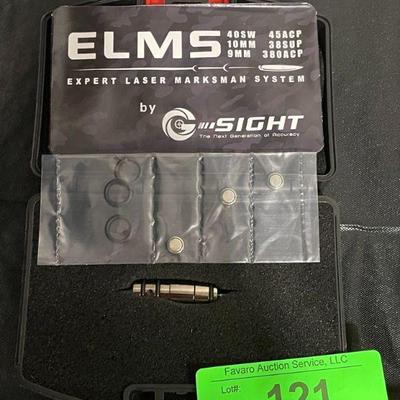 ELMS
40SW 45ACP
10MM 38SUP
9MM 380ACP
EXPERT LASER MARKSMAN SYSTEM
by G SIGHT
The Next Generation of Accuracy
Favaro Auction Service, LLC
Lot#: 121